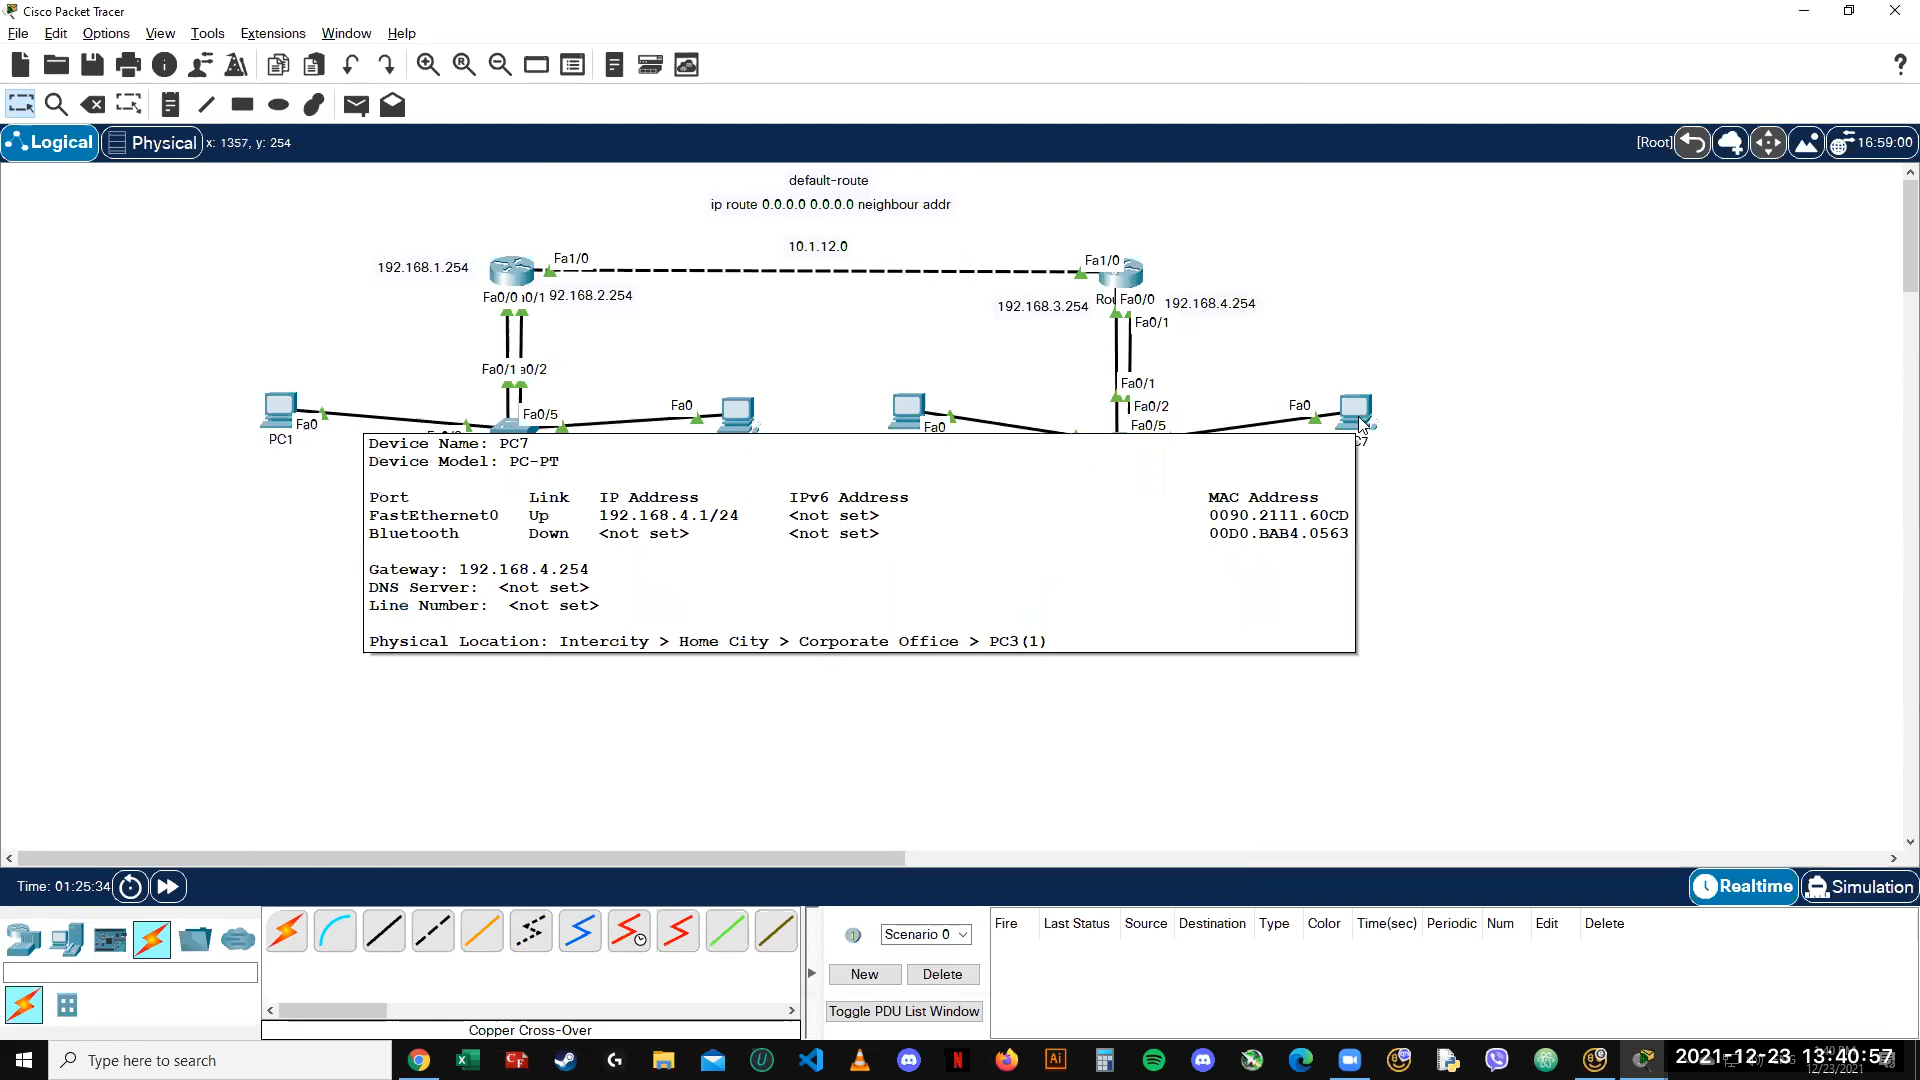 Cisco Packet Tracer
File Edit Options View Tools Extensions Window Help
Logical Physical x: 1357, y: 254 [Root] 16:59:00
default-route
ip route 0.0.0.0 0.0.0.0 neighbour addr
10.1.12.0
192.168.1.254 Fa1/0 Fa1/0
Fa0/0 92.168.2.254 192.168.3.254 Fa0/0 192.168.4.254
Fa0/1
Fa0/1 Fa0/1
Fa0/5 Fa0 Fa0/2 Fa0
Fa0 Fa0 Fa0/5
PC1
Device Name: PC7
Device Model: PC-PT
Port Link IP Address IPv6 Address MAC Address
FastEthernet0 Up 192.168.4.1/24 <not set> 0090.2111.60CD
Bluetooth Down <not set> <not set> 00D0.BAB4.0563
Gateway: 192.168.4.254
DNS Server: <not set>
Line Number: <not set>
Physical Location: Intercity > Home City > Corporate Office > PC3(1)
Time: 01:25:34 Realtime Simulation
Scenario 0 Fire Last Status Source Destination Type Color Time(sec) Periodic Num Edit Delete
New Delete
Toggle PDU List Window
Copper Cross-Over
Type here to search 2021-12-23 13:40:57
12/23/2021